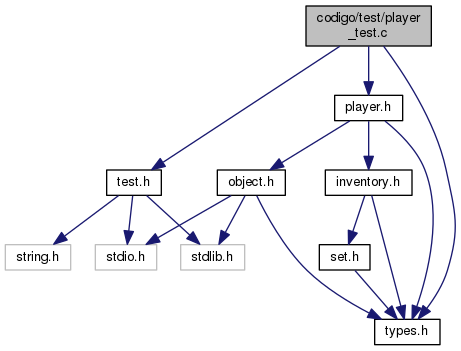 codigo/test/player
_test.c
player.h
test.h
object.h
inventory.h
string.h
stdio.h
stdlib.h
set.h
types.h